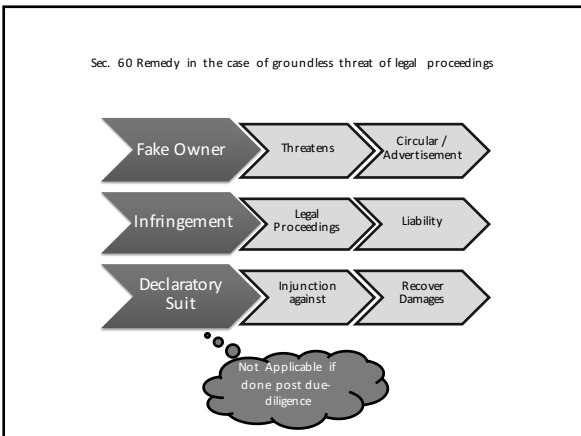 Sec. 60 Remedy in the case of groundless threat of legal proceedings
Fake Owner
Threatens
Circular /
Advertisement
Infringement
Legal
Proceedings
Liability
Declaratory
Suit
Injunction
against
Recover
Damages
Not Applicable if
done post due-
diligence